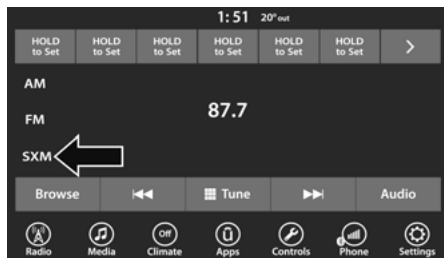 1:51 20° out
HOLD to Set HOLD to Set HOLD to Set HOLD to Set HOLD to Set HOLD to Set
AM
87.7
FM
SXM
Browse Tune Audio
Radio Media Off Climate Apps Controls Phone Settings